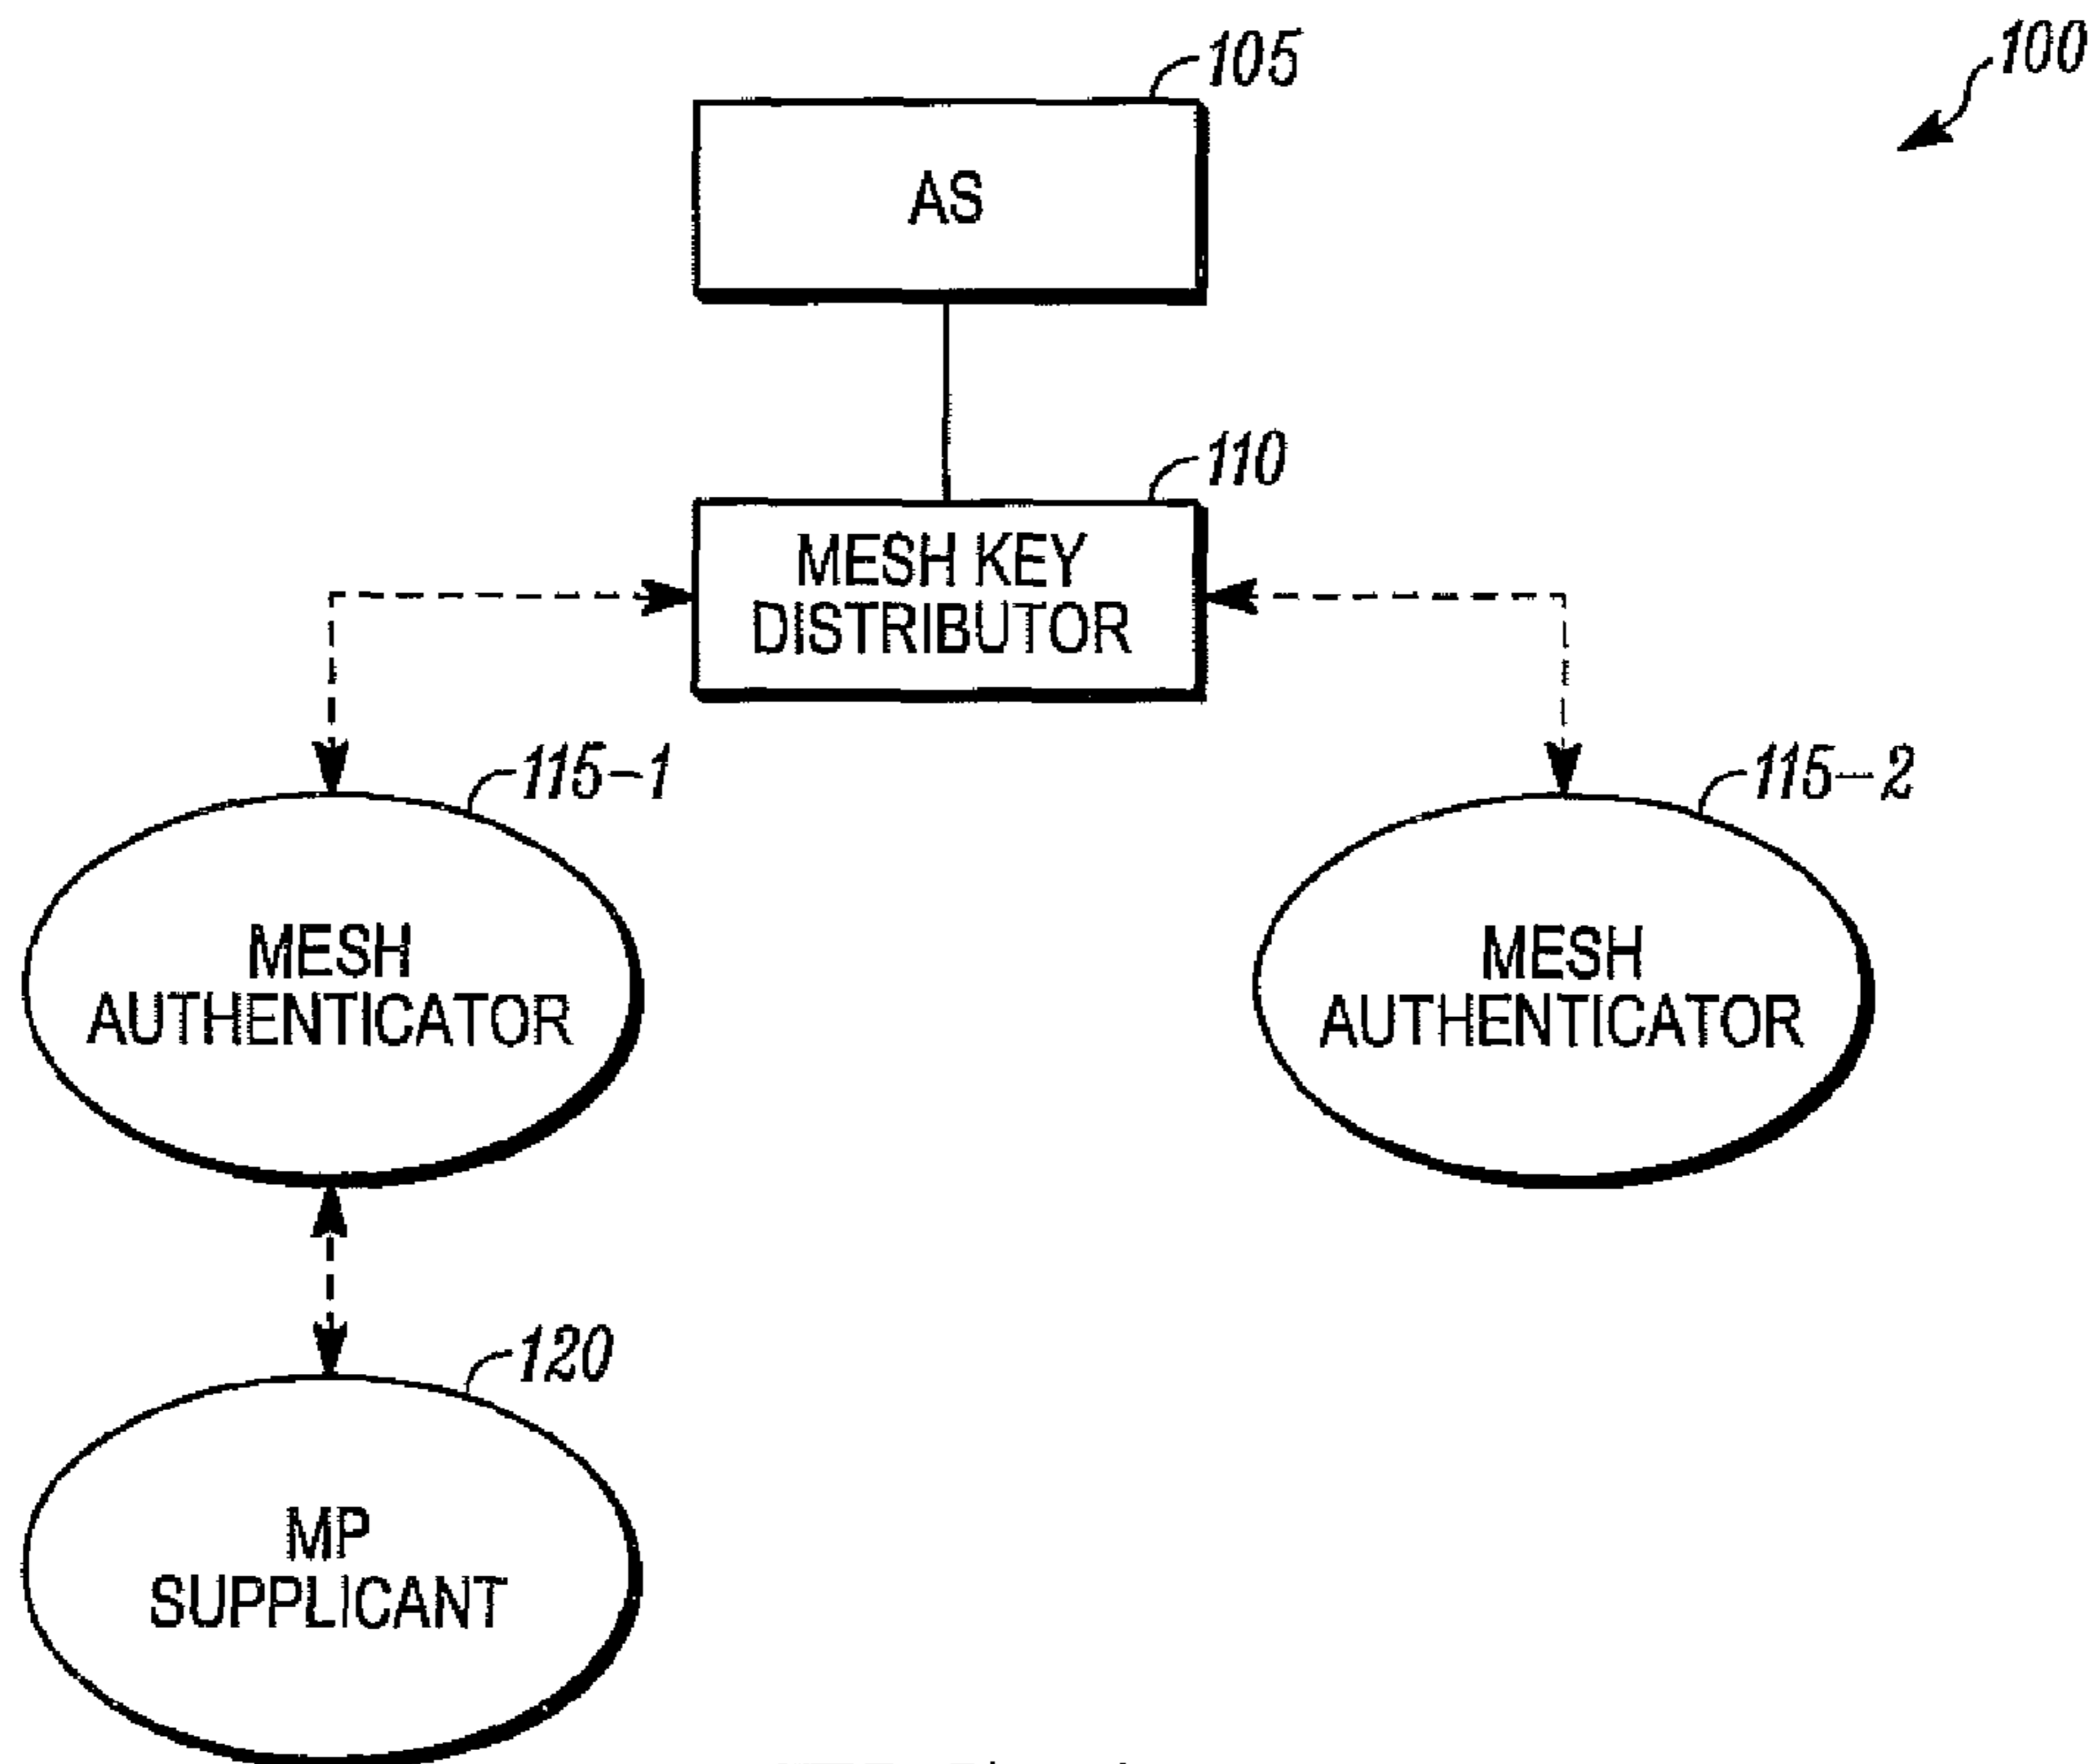 105
100
AS
110
MESH KEY
DISTRIBUTOR
115-1
115-2
MESH
AUTHENTICATOR
MESH
AUTHENTICATOR
120
MP
SUPPLICANT